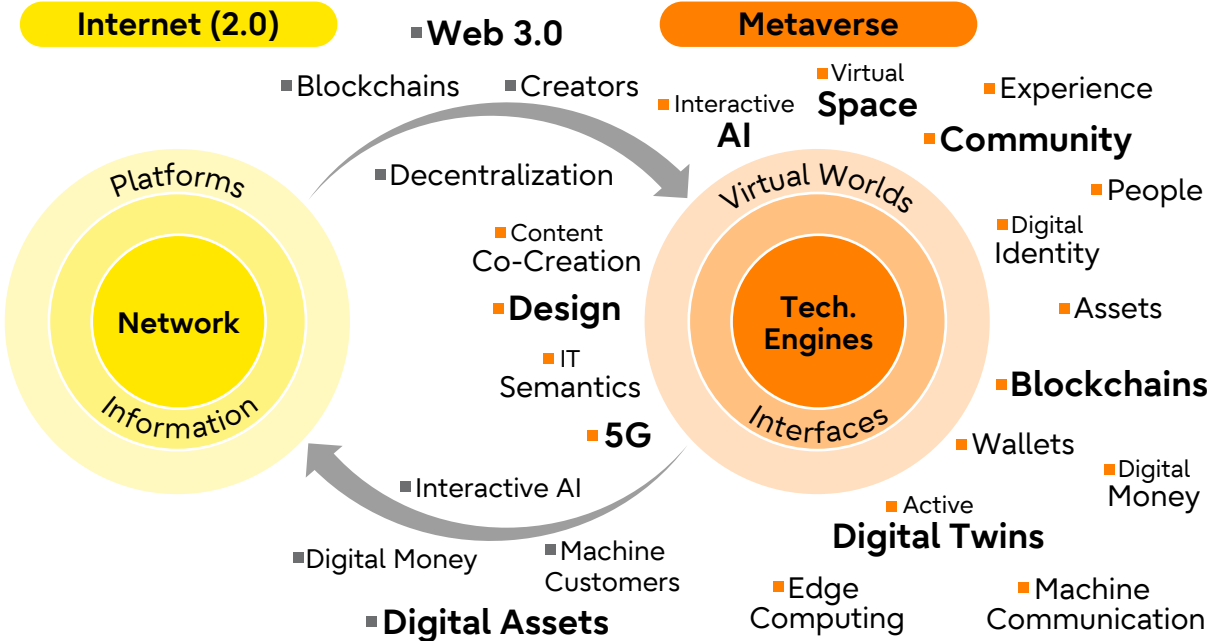 Internet (2.0)
Web 3.0
Metaverse
Blockchains
Creators
Decentralization
Platforms
Network
Information
Interactive AI
Digital Money
Machine
Customers
Digital Assets
Content
Co-Creation
Design
IT
Semantics
5G
Interactive
AI
Virtual
Space
Experience
Community
People
Digital
Identity
Assets
Blockchains
Wallets
Digital
Money
Active
Digital Twins
Edge
Computing
Machine
Communication
Virtual Worlds
Tech.
Engines
Interfaces